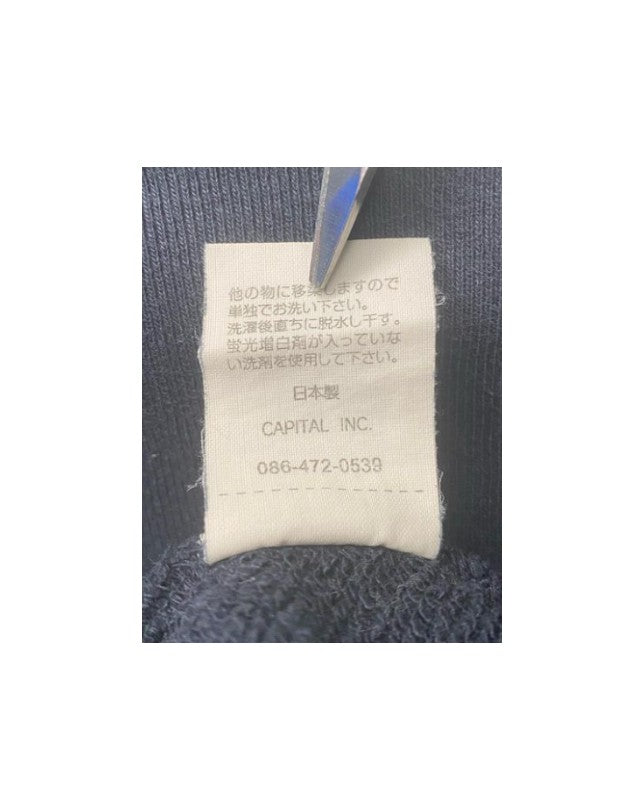 他の物に移染しますので
単独でお洗い下さい。
洗濯後直ちに脱水し干す。
蛍光増白剤が入っていな
い洗剤を使用して下さい。
日本製
CAPITAL INC.
086-472-0539